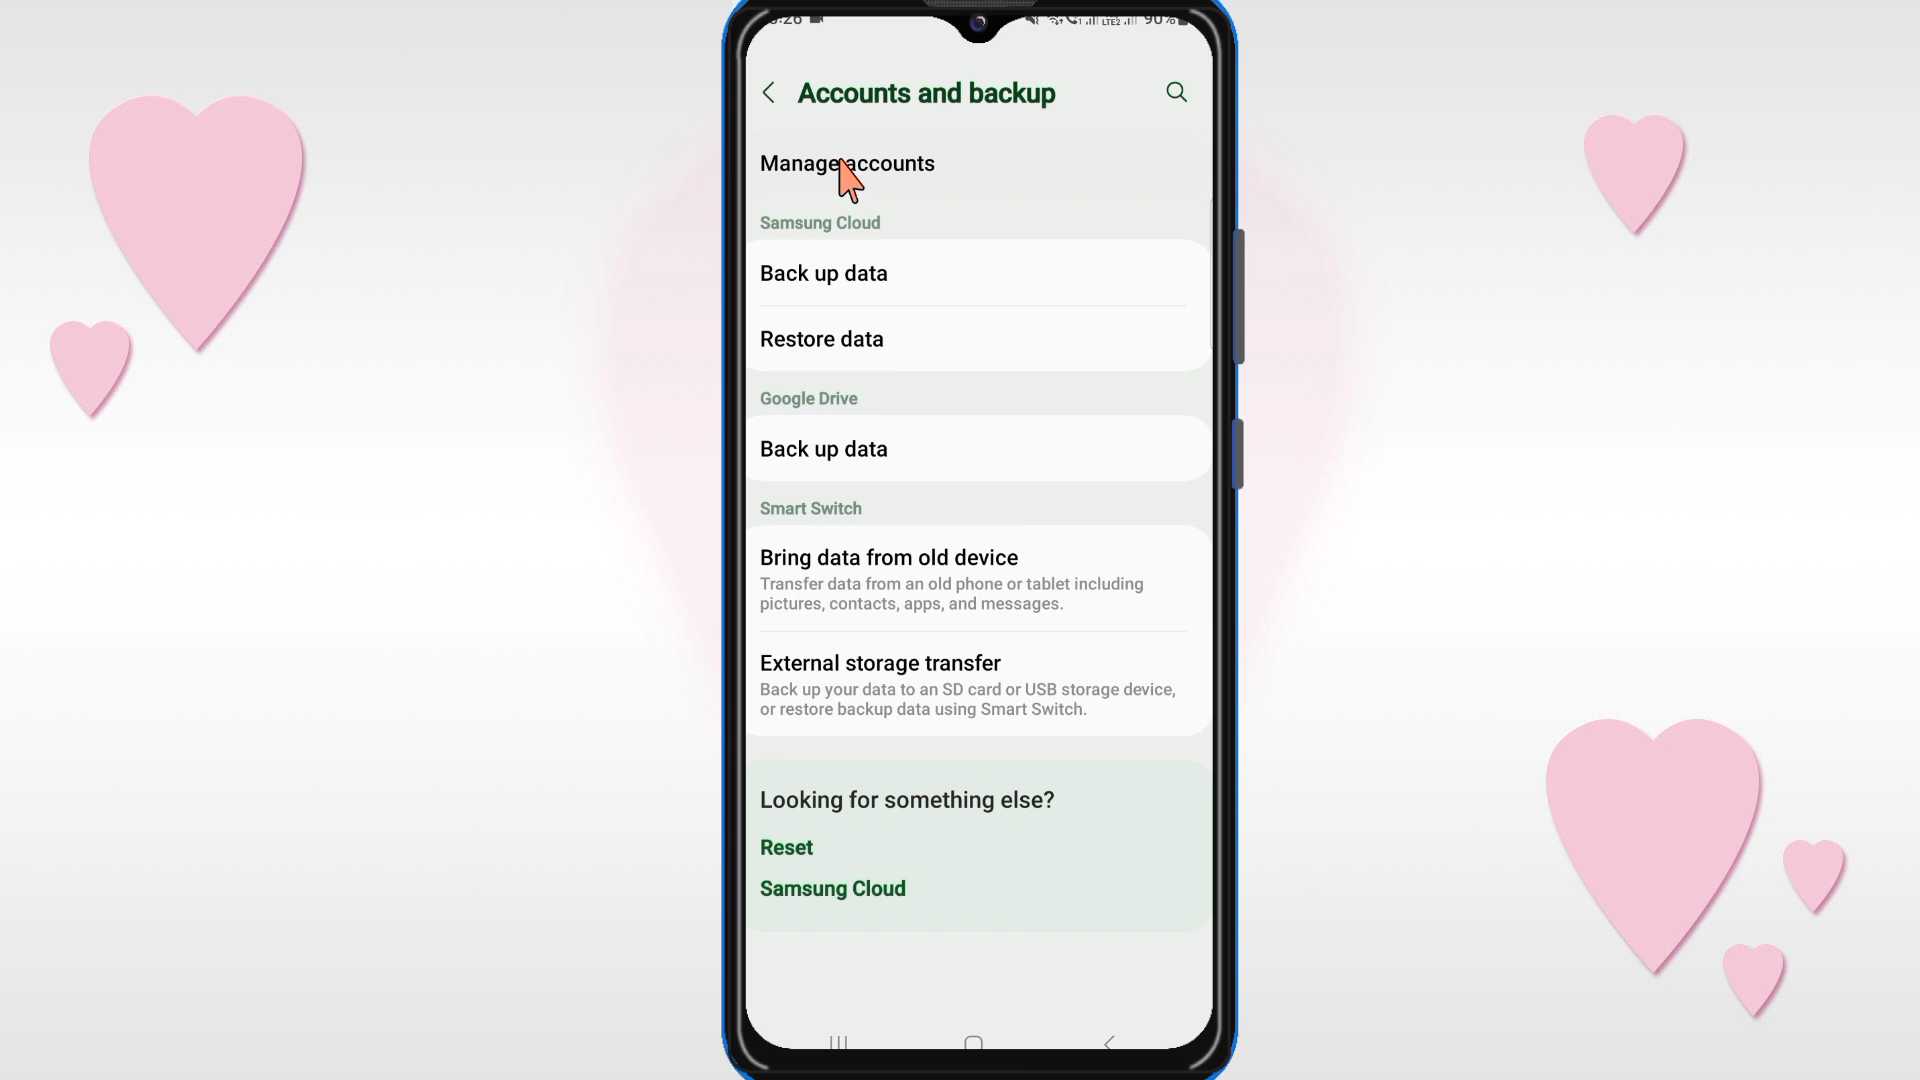 90%
Accounts and backup
Manage accounts
Samsung Cloud
Back up data
Restore data
Google Drive
Back up data
Smart Switch
Bring data from old device
Transfer data from an old phone or tablet including
pictures, contacts, apps, and messages.
External storage transfer
Back up your data to an SD card or USB storage device,
or restore backup data using Smart Switch.
Looking for something else?
Reset
Samsung Cloud